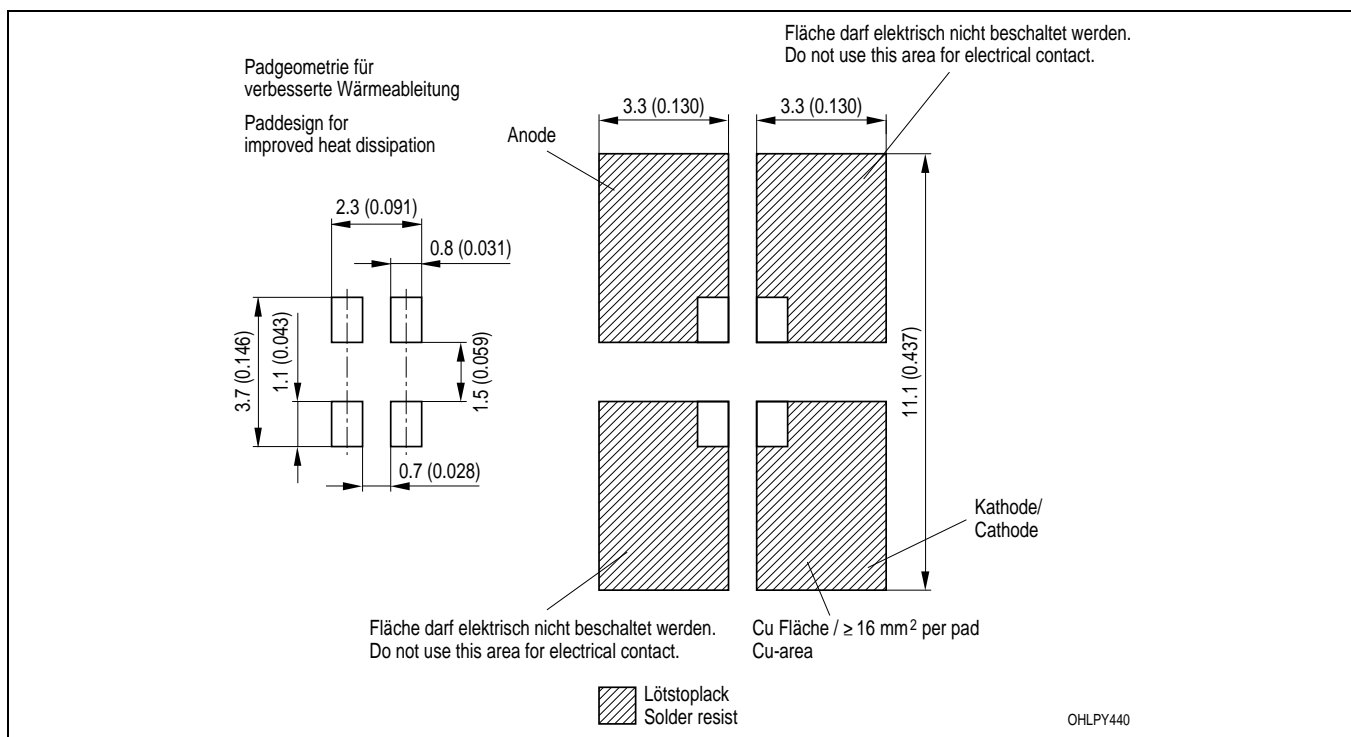 Fläche darf elektrisch nicht beschaltet werden.
Do not use this area for electrical contact.
Padgeometrie für
verbesserte Wärmeableitung
Paddesign for
improved heat dissipation
Anode
3.3 (0.130)
3.3 (0.130)
2.3 (0.091)
0.8 (0.031)
3.7 (0.146)
1.1 (0.043)
1.5 (0.059)
11.1 (0.437)
0.7 (0.028)
Kathode/
Cathode
Fläche darf elektrisch nicht beschaltet werden.
Do not use this area for electrical contact.
Cu Fläche / ≥ 16 mm² per pad
Cu-area
Lötstoplack
Solder resist
OHLPY440